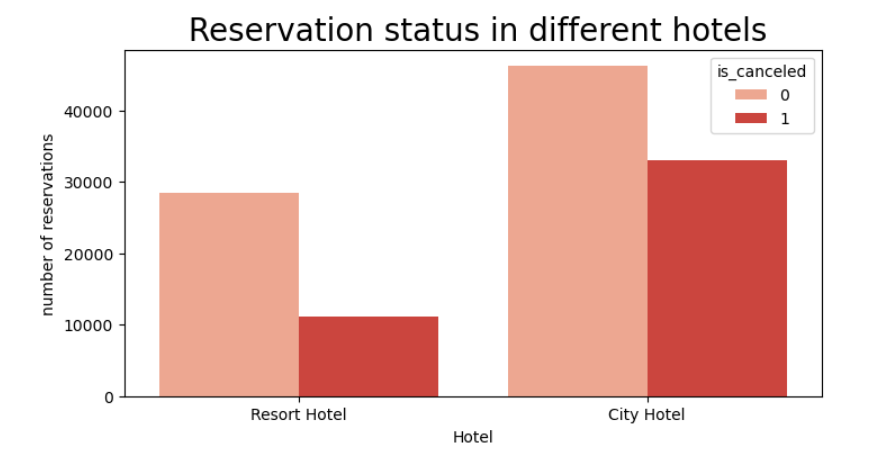 Reservation status in different hotels
is_canceled
0
1
number of reservations
40000
30000
20000
10000
0
Resort Hotel
City Hotel
Hotel